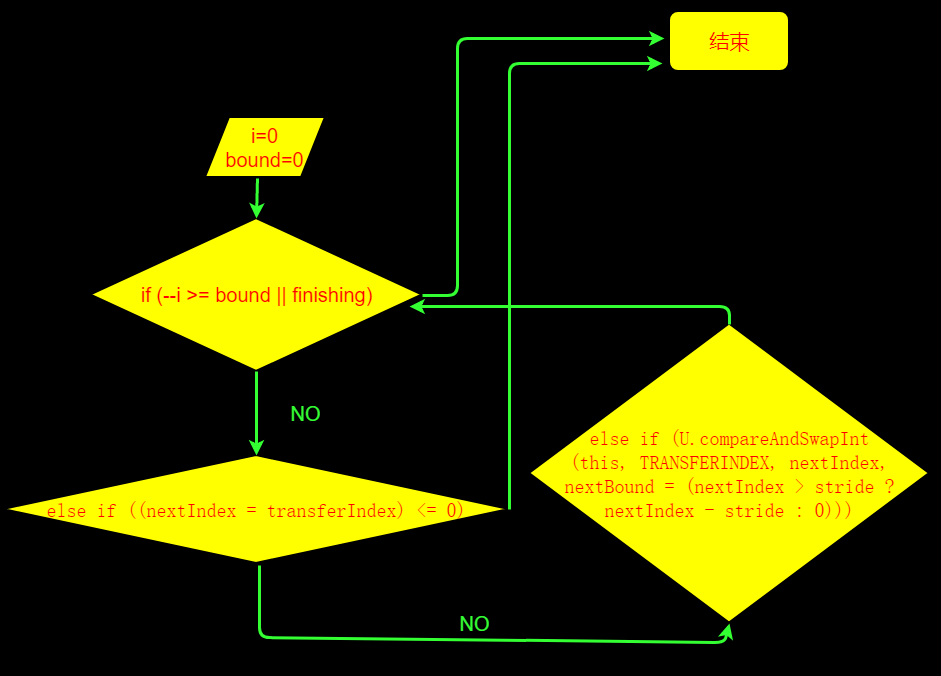 结束
i=0
bound=0
if (--i >= bound || finishing)
NO
else if (U.compareAndSwapInt
(this, TRANSFERINDEX, nextIndex,
nextBound = (nextIndex > stride ?
nextIndex - stride : 0)))
else if ((nextIndex = transferIndex) <= 0)
NO